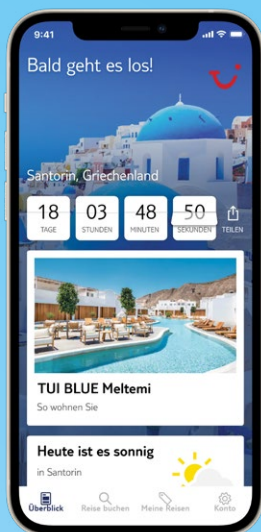 9:41
Bald geht es los!
Santorin, Griechenland
18 03 48 50
TAGE STUNDEN MINUTEN SEKUNDEN TEILEN
TUI BLUE Meltemi
So wohnen Sie
Heute ist es sonnig
in Santorin
Überblick Reise buchen Meine Reisen Konto